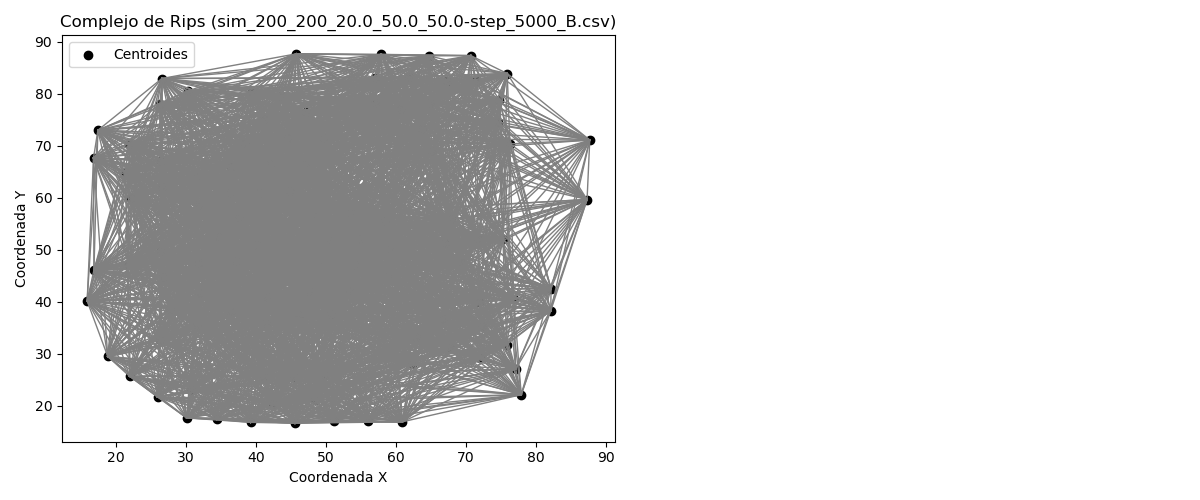 Complejo de Rips (sim_200_200_20.0_50.0_50.0-step_5000_B.csv)
Centroides
90
80
70
60
50
40
30
20
Coordenada Y
20 30 40 50 60 70 80 90
Coordenada X